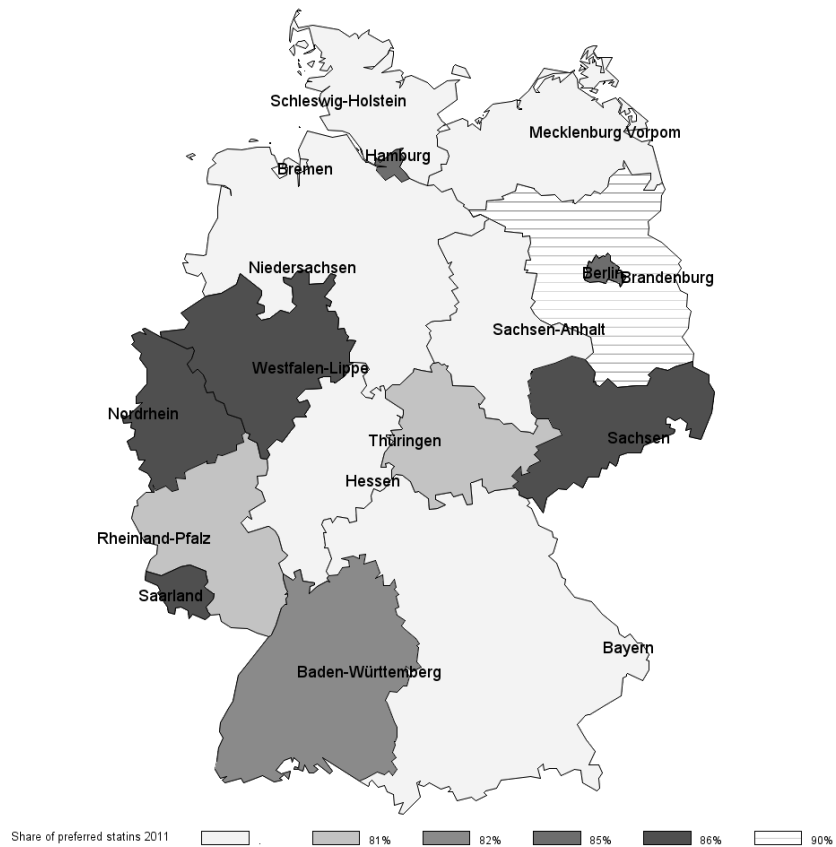 Schleswig-Holstein
Mecklenburg Vorpom
Hamburg
Bremen
Niedersachsen
Berlin
Brandenburg
Sachsen-Anhalt
Westfalen-Lippe
Nordrhein
Sachsen
Thüringen
Hessen
Rheinland-Pfalz
Saarland
Bayern
Baden-Württemberg
Share of preferred statins 2011 . 81% 82% 85% 86% 90%